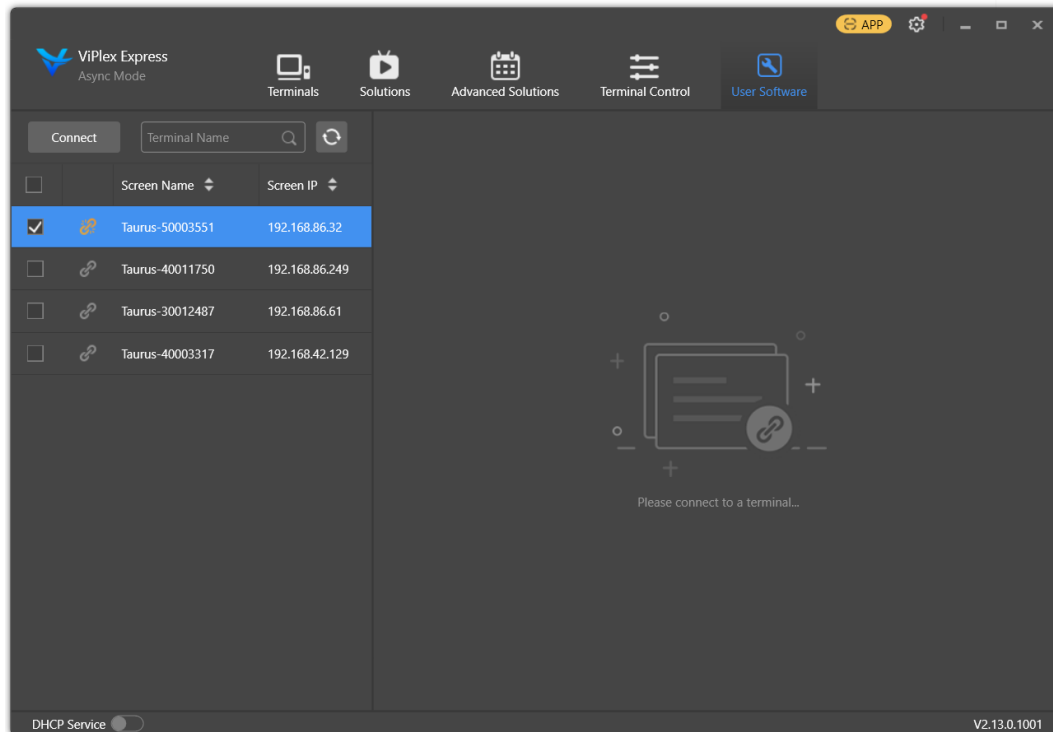 APP
ViPlex Express
Async Mode
Terminals
Solutions
Advanced Solutions
Terminal Control
User Software
Connect
Terminal Name
Screen Name
Screen IP
Taurus-50003551 192.168.86.32
Taurus-40011750 192.168.86.249
Taurus-30012487 192.168.86.61
Taurus-40003317 192.168.42.129
Please connect to a terminal...
DHCP Service
V2.13.0.1001